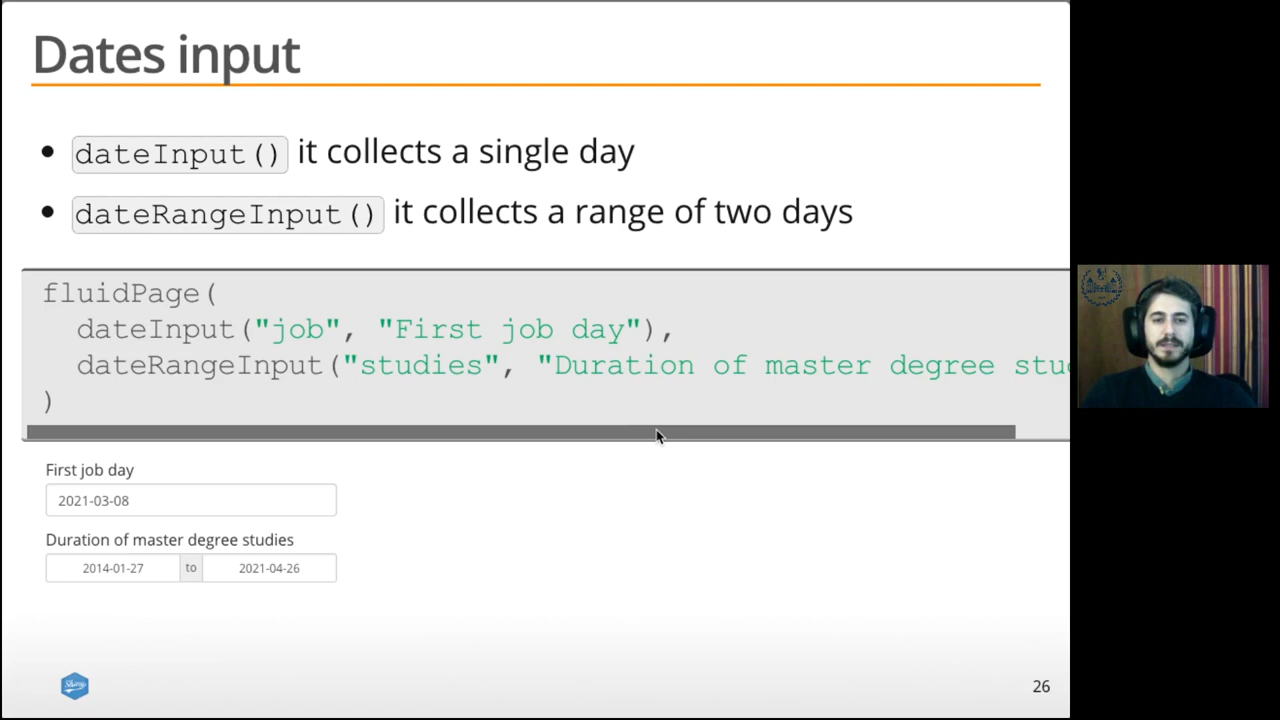 Dates input
dateInput() it collects a single day
dateRangeInput() it collects a range of two days
fluidPage(
dateInput("job", "First job day"),
dateRangeInput("studies", "Duration of master degree stu
)
First job day
2021-03-08
Duration of master degree studies
2014-01-27 to 2021-04-26
Shiny
26